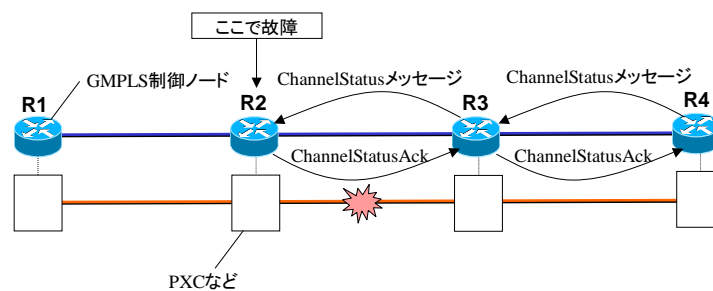 ここで故障
GMPLS制御ノード
ChannelStatusメッセージ
ChannelStatusメッセージ
R1
R2
R3
R4
ChannelStatusAck
ChannelStatusAck
PXCなど